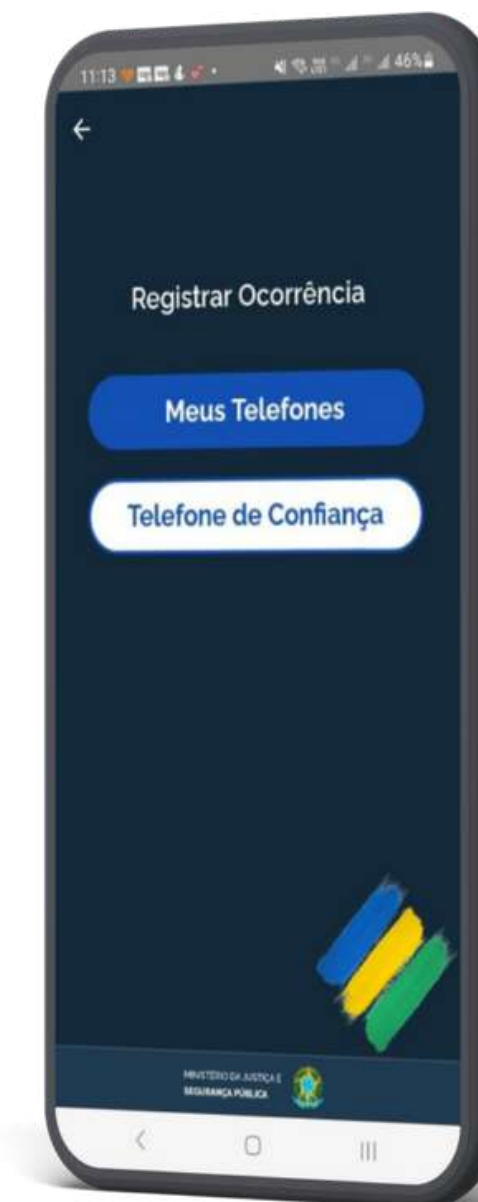 11:13
46%
Registrar Ocorrência
Meus Telefones
Telefone de Confiança
MINISTÉRIO DA JUSTIÇA E
SEGURANÇA PÚBLICA